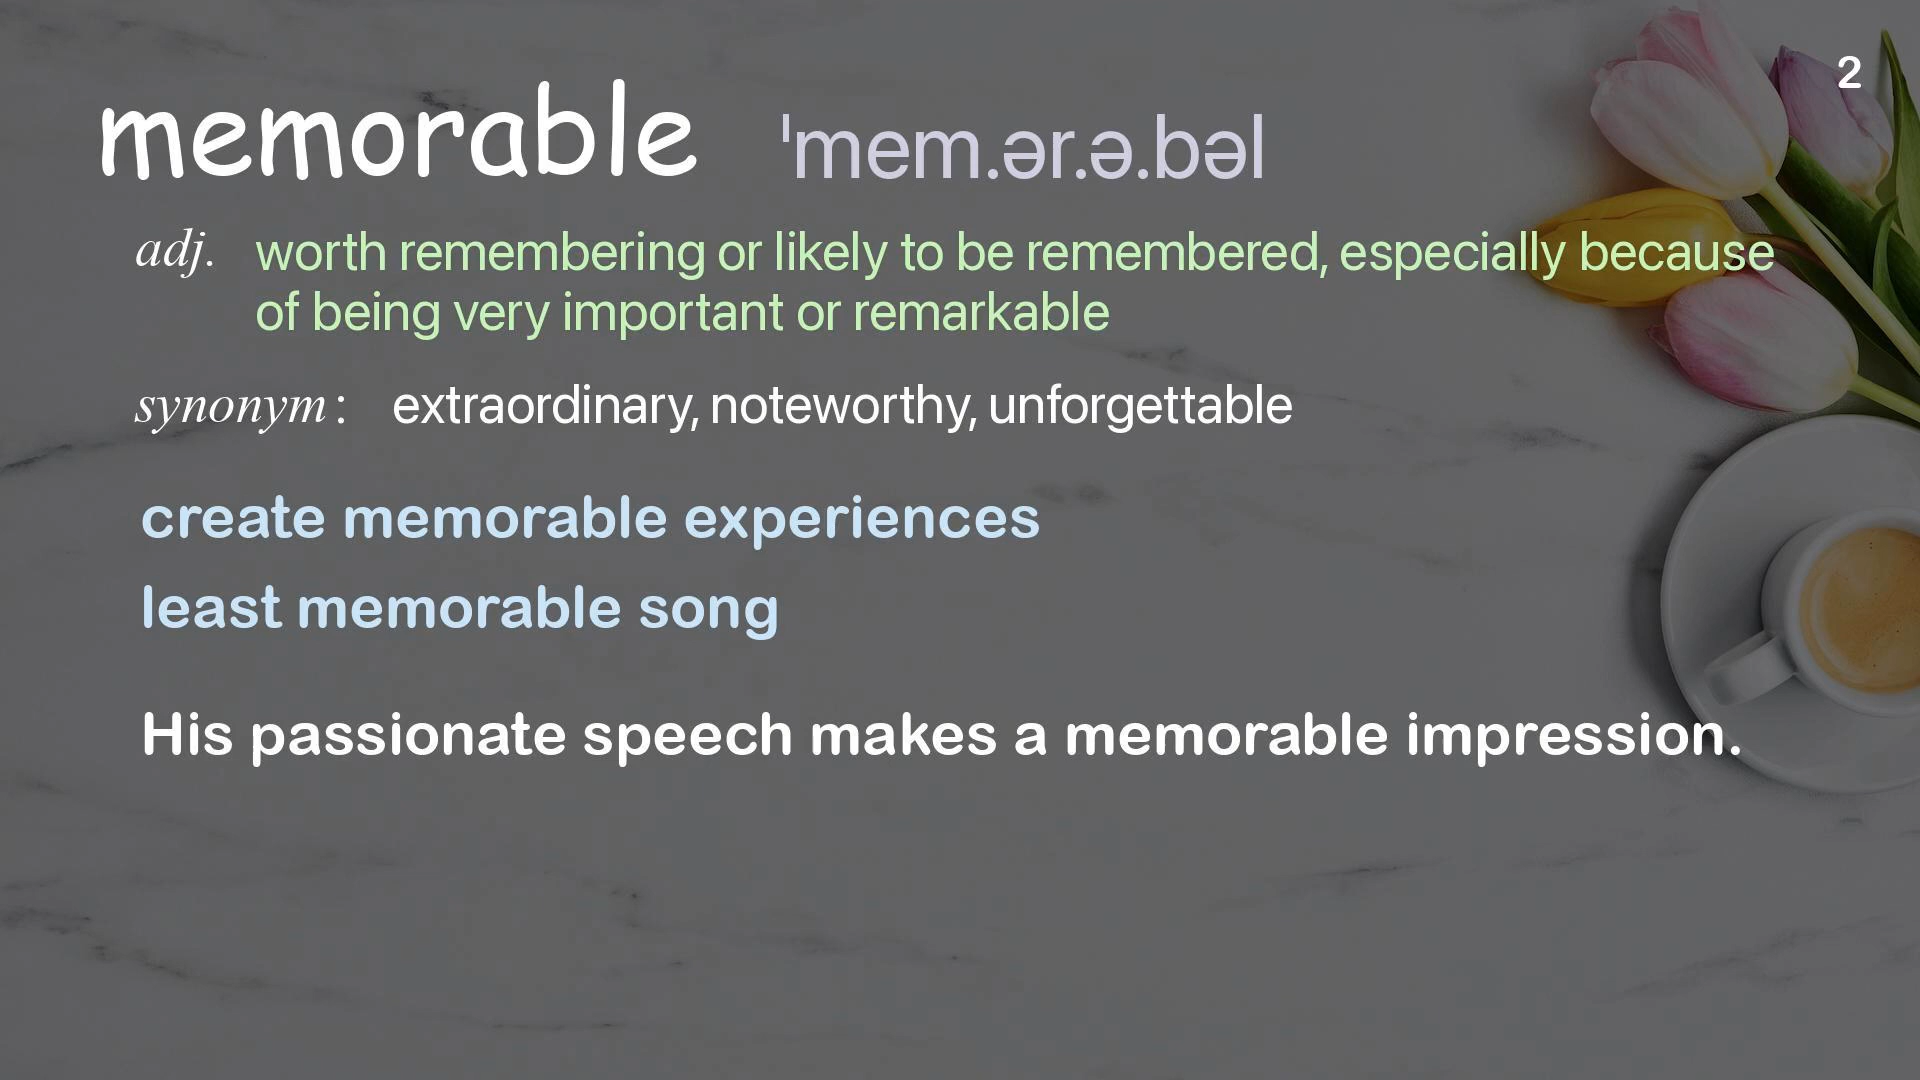 2
memorable ˈmem.ər.ə.bəl
adj. worth remembering or likely to be remembered, especially because
of being very important or remarkable
synonym : extraordinary, noteworthy, unforgettable
create memorable experiences
least memorable song
His passionate speech makes a memorable impression.